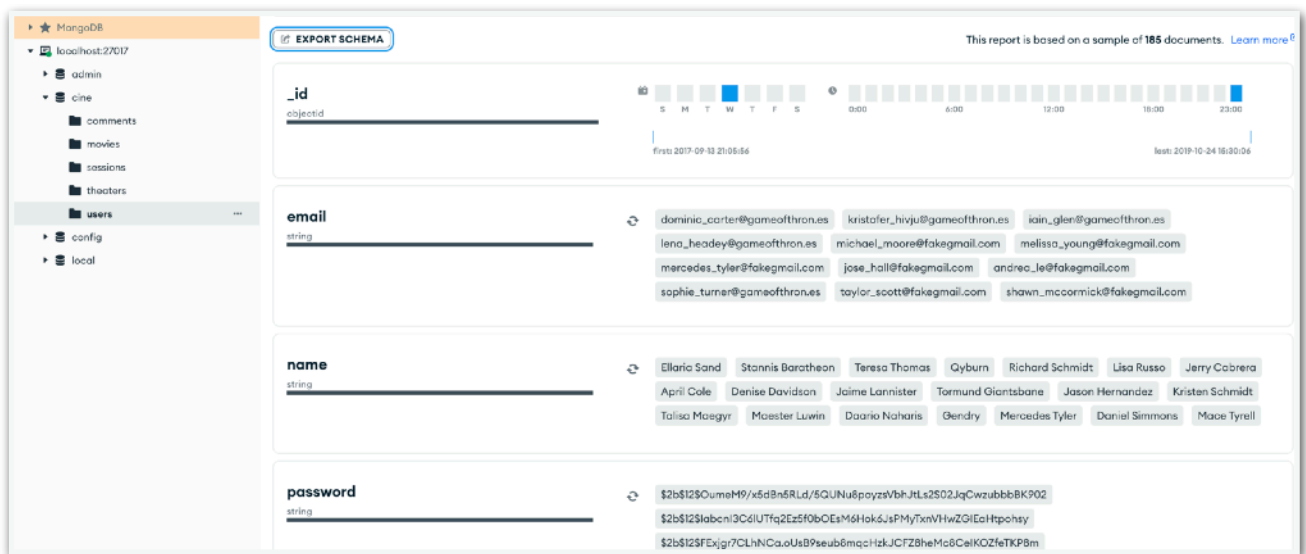 MongoDB
localhost:27017
admin
cine
comments
movies
sessions
theaters
users ...
config
local
EXPORT SCHEMA
This report is based on a sample of 185 documents. Learn more
_id
objectid
S M T W T F S
0:00 6:00 12:00 18:00 23:00
first: 2017-09-13 21:05:56 last: 2019-10-24 15:30:06
email
string
dominic_carter@gameofthron.es kristofer_hivju@gameofthron.es iain_glen@gameofthron.es
lena_headey@gameofthron.es michael_moore@fakegmail.com melissa_young@fakegmail.com
mercedes_tyler@fakegmail.com jose_hall@fakegmail.com andrea_le@fakegmail.com
sophie_turner@gameofthron.es taylor_scott@fakegmail.com shawn_mccormick@fakegmail.com
name
string
Ellaria Sand Stannis Baratheon Teresa Thomas Qyburn Richard Schmidt Lisa Russo Jerry Cabrera
April Cole Denise Davidson Jaime Lannister Tormund Giantsbane Jason Hernandez Kristen Schmidt
Talisa Maegyr Maester Luwin Daario Naharis Gendry Mercedes Tyler Daniel Simmons Mace Tyrell
password
string